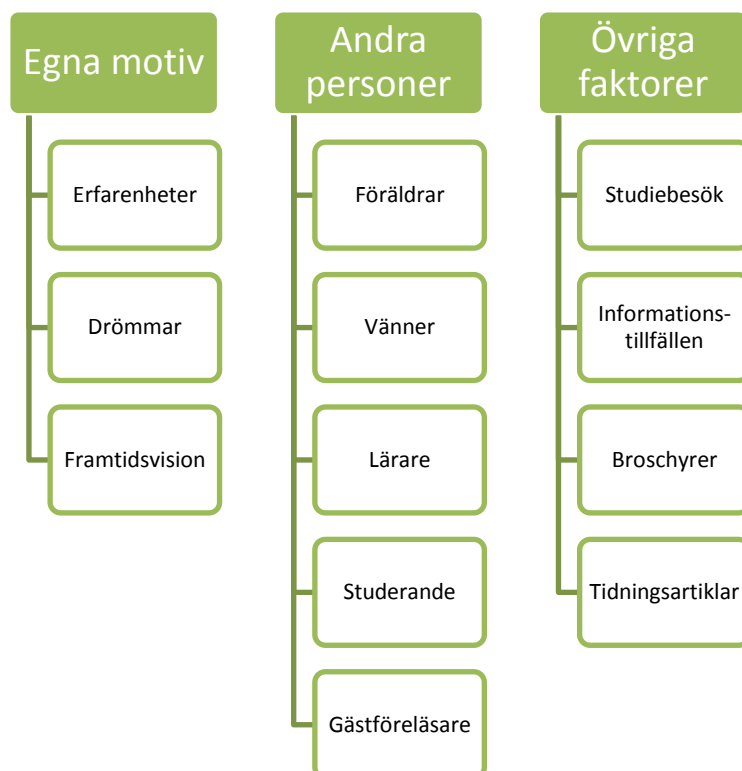 Egna motiv
Erfarenheter
Drömmar
Framtidsvision
Andra
personer
Föräldrar
Vänner
Lärare
Studerande
Gästföreläsare
Övriga
faktorer
Studiebesök
Informations-
tillfällen
Broschyrer
Tidningsartiklar